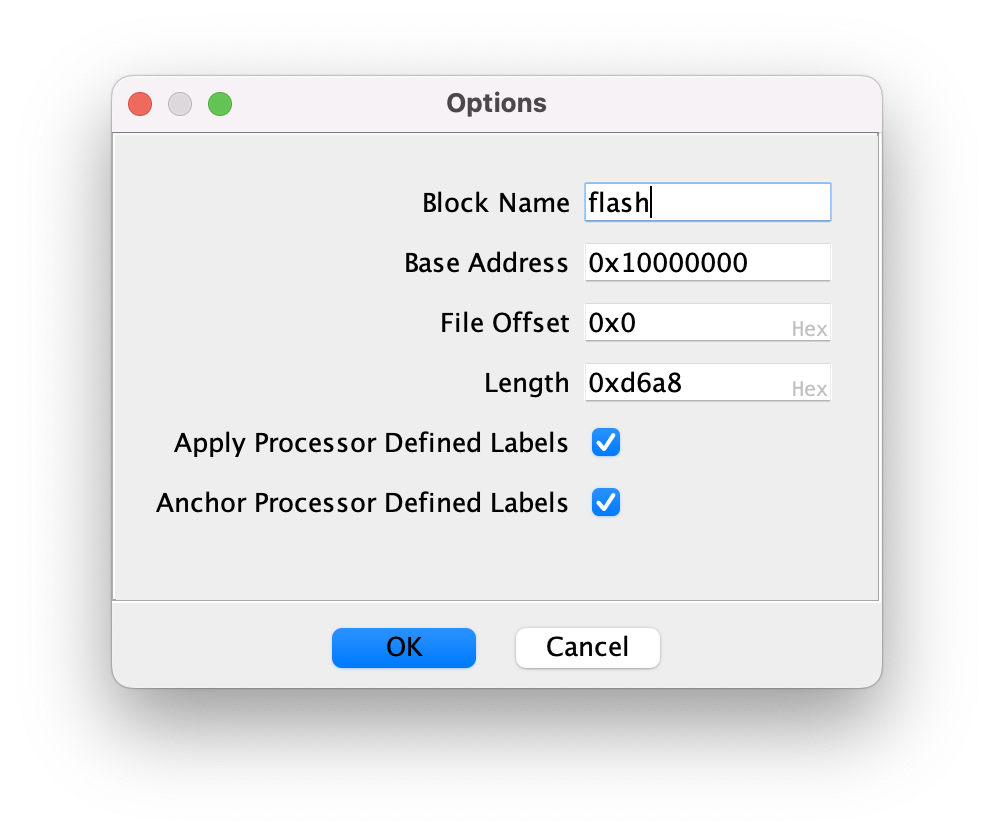 Options
Block Name flash
Base Address 0x10000000
File Offset 0x0 Hex
Length 0xd6a8 Hex
Apply Processor Defined Labels
Anchor Processor Defined Labels
OK Cancel